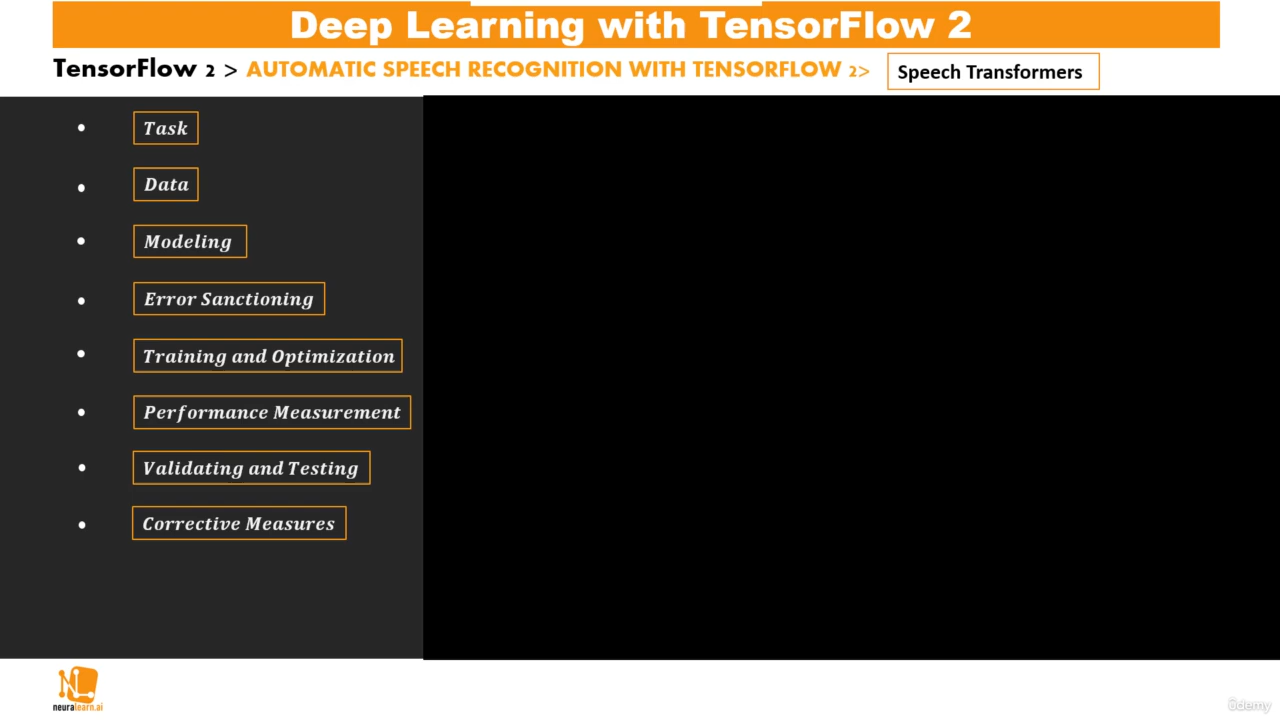 Deep Learning with TensorFlow 2
TensorFlow 2 > AUTOMATIC SPEECH RECOGNITION WITH TENSORFLOW 2> Speech Transformers
• Task
• Data
• Modeling
• Error Sanctioning
• Training and Optimization
• Performance Measurement
• Validating and Testing
• Corrective Measures
neuralearn.ai
ûdemy